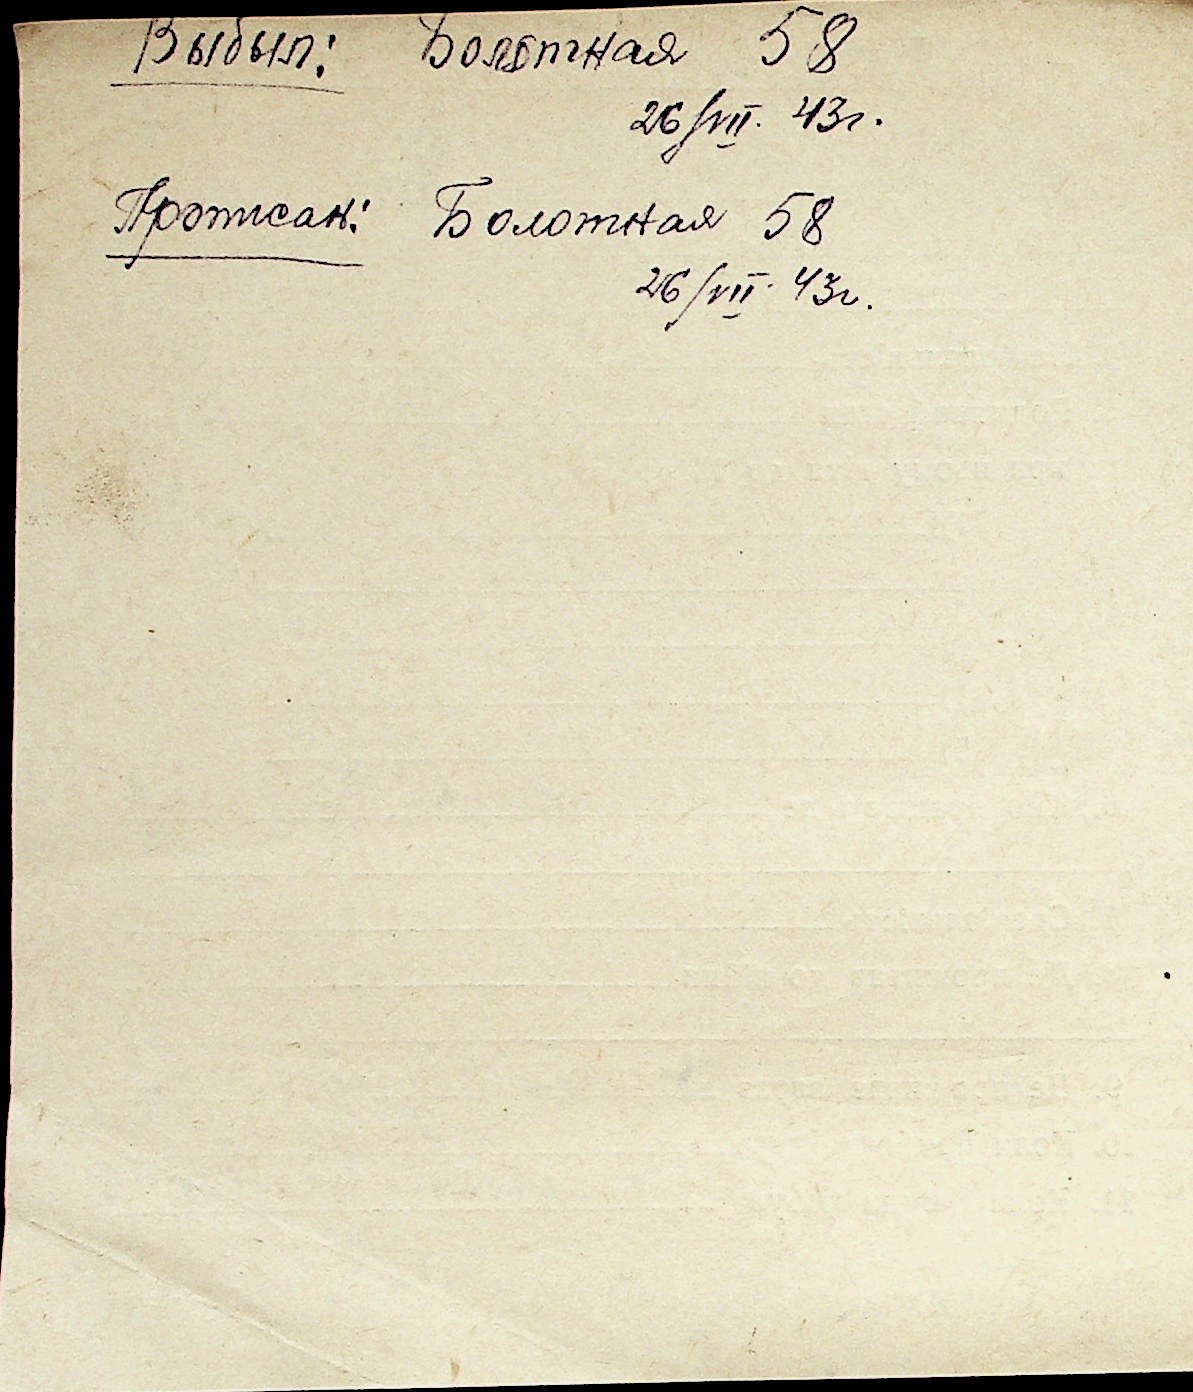 Выбыл: Болотная 58
26/VII. 43г.
Прописан: Болотная 58
26/VII. 43г.